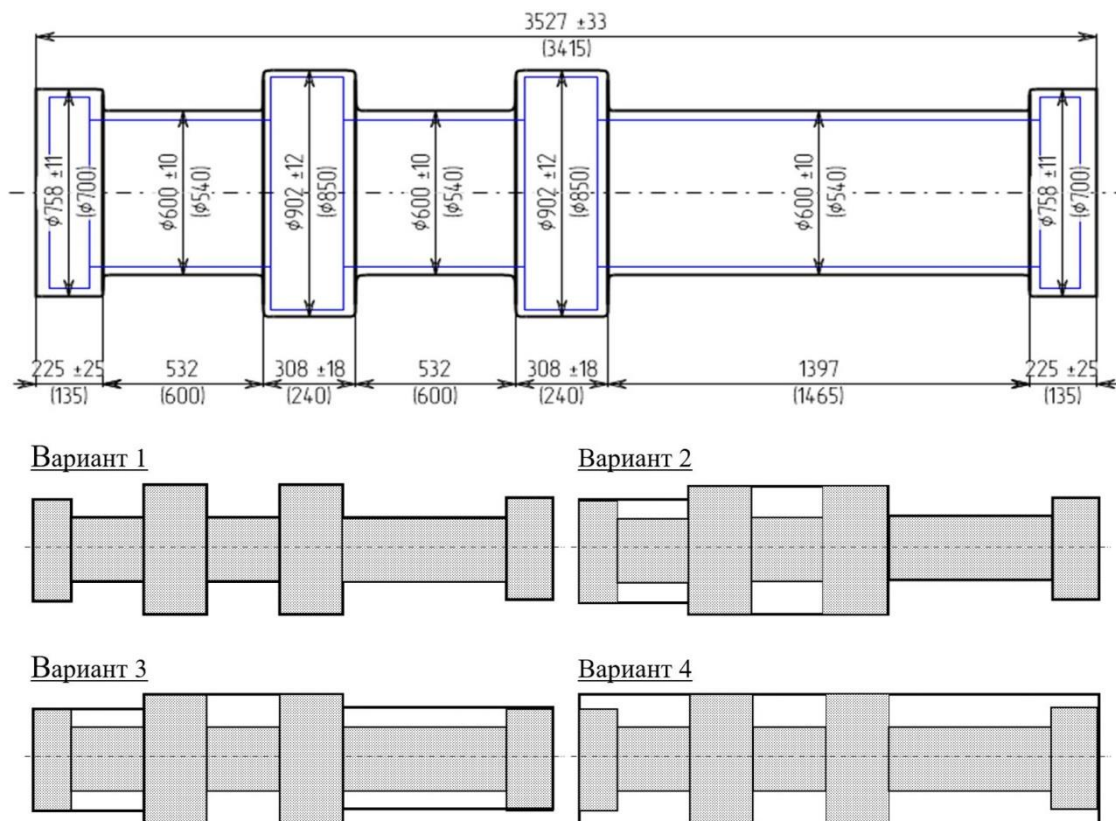 3527 ±33
(3415)
ϕ758 ±11
(ϕ700)
ϕ600 ±10
(ϕ540)
ϕ902 ±12
(ϕ850)
ϕ600 ±10
(ϕ540)
ϕ902 ±12
(ϕ850)
ϕ600 ±10
(ϕ540)
ϕ758 ±11
(ϕ700)
225 ±25
(135)
532
(600)
308 ±18
(240)
532
(600)
308 ±18
(240)
1397
(1465)
225 ±25
(135)
Вариант 1
Вариант 2
Вариант 3
Вариант 4